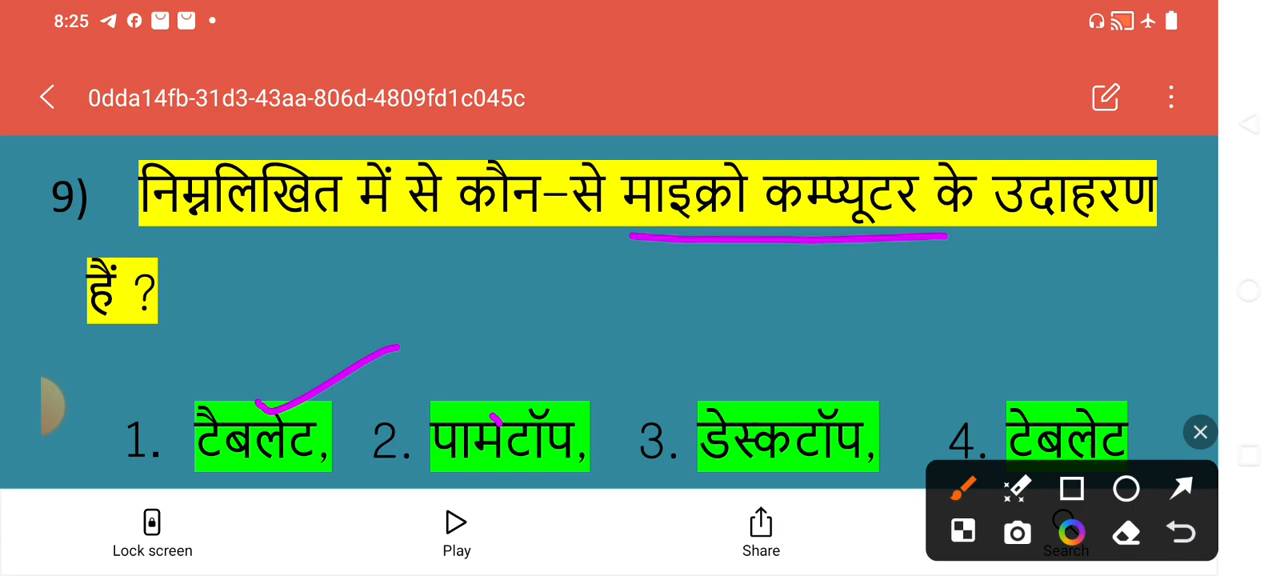 8:25
0dda14fb-31d3-43aa-806d-4809fd1c045c
9) निम्नलिखित में से कौन-से माइक्रो कम्प्यूटर के उदाहरण
हैं ?
1. टैबलेट, 2. पामटॉप, 3. डेस्कटॉप, 4. टेबलेट
Lock screen Play Share Search